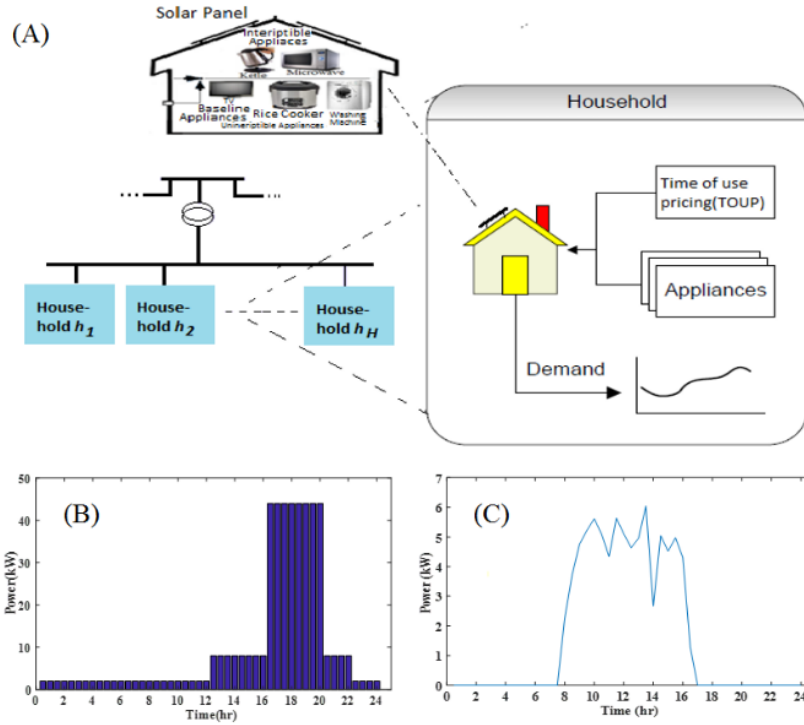 (A)
Solar Panel
Interiptible
Appliaces
Kettle
Microwave
TV
Baseline
Appliances
Rice Cooker
Washing
Machine
Unineriptible Appliances
House-
hold h1
House-
hold h2
House-
hold hH
Household
Time of use
pricing(TOUP)
Appliances
Demand
(B)
Power(kW)
50
40
30
20
10
0
0 2 4 6 8 10 12 14 16 18 20 22 24
Time(hr)
(C)
Power (kW)
7
6
5
4
3
2
1
0
0 2 4 6 8 10 12 14 16 18 20 22 24
Time (hr)